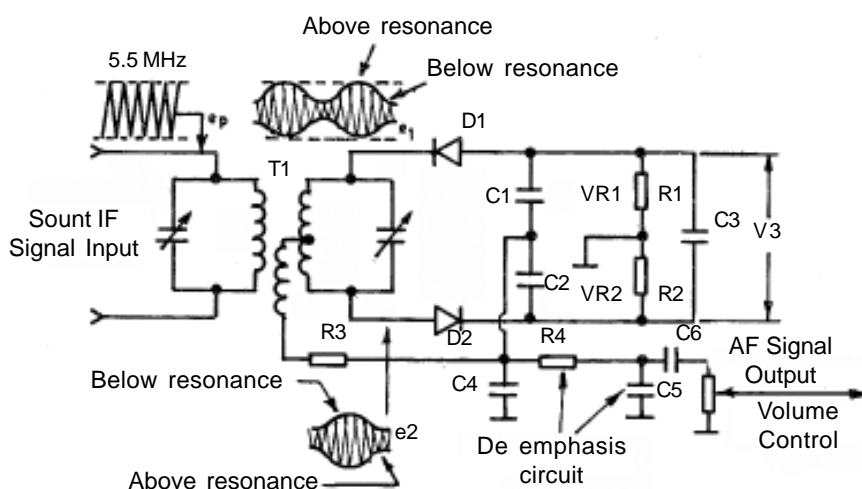 Above resonance
5.5 MHz
Below resonance
ep
e1
D1
T1
C1
VR1
R1
C3
V3
Sount IF
Signal Input
C2
VR2
R2
R3
D2
R4
C6
AF Signal
Output
Below resonance
C4
C5
Volume
Control
e2
De emphasis
circuit
Above resonance